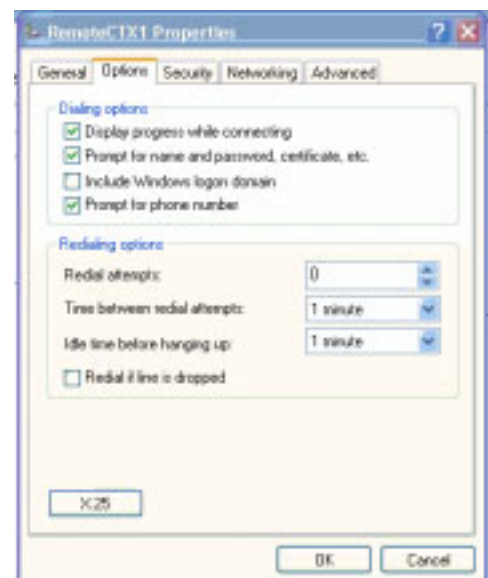 RemoteCTX1 Properties
General Options Security Networking Advanced
Dialing options
Display progress while connecting
Prompt for name and password, certificate, etc.
Include Windows logon domain
Prompt for phone number
Redialing options
Redial attempts: 0
Time between redial attempts: 1 minute
Idle time before hanging up: 1 minute
Redial if line is dropped
X.25
OK Cancel